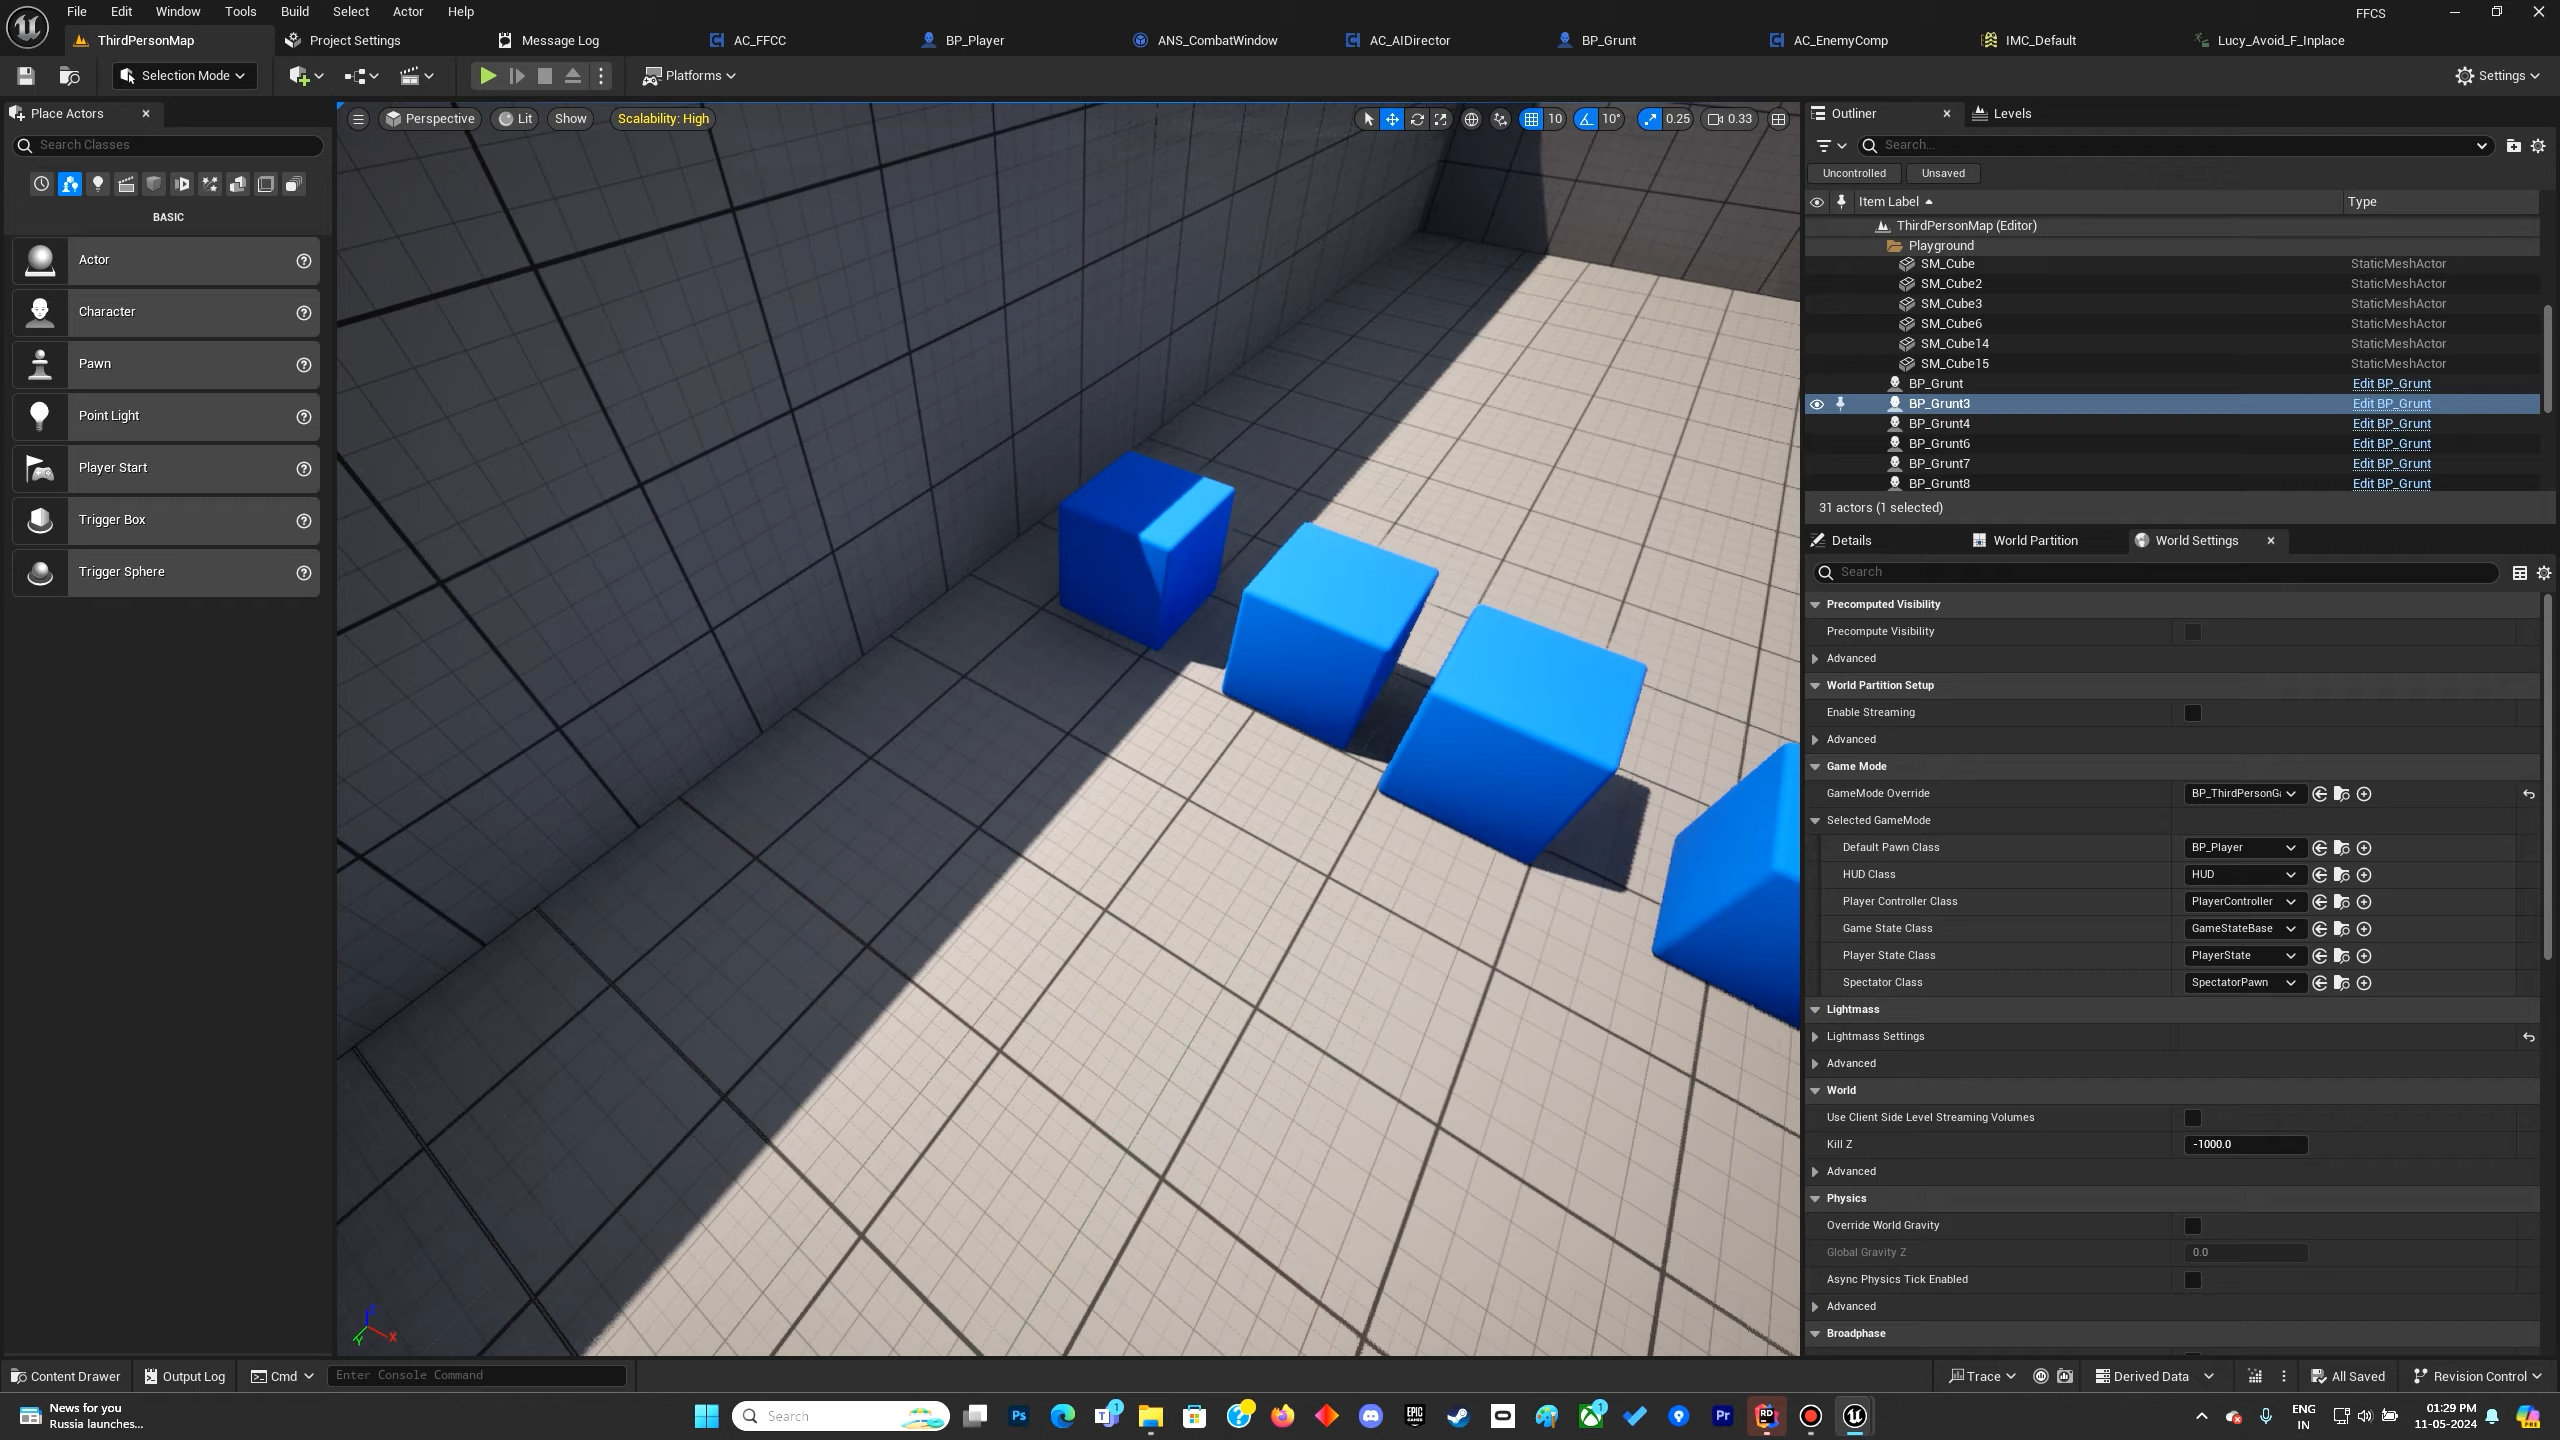 File Edit Window Tools Build Select Actor Help
FFCS
ThirdPersonMap Project Settings Message Log AC_FFCC BP_Player ANS_CombatWindow AC_AIDirector BP_Grunt AC_EnemyComp IMC_Default Lucy_Avoid_F_Inplace
Selection Mode Platforms Settings
Place Actors
Search Classes
BASIC
Actor
Character
Pawn
Point Light
Player Start
Trigger Box
Trigger Sphere
Perspective Lit Show Scalability: High 10 10° 0.25 0.33
Outliner Levels
Search...
Uncontrolled Unsaved
Item Label Type
ThirdPersonMap (Editor)
Playground
SM_Cube StaticMeshActor
SM_Cube2 StaticMeshActor
SM_Cube3 StaticMeshActor
SM_Cube6 StaticMeshActor
SM_Cube14 StaticMeshActor
SM_Cube15 StaticMeshActor
BP_Grunt Edit BP_Grunt
BP_Grunt3 Edit BP_Grunt
BP_Grunt4 Edit BP_Grunt
BP_Grunt6 Edit BP_Grunt
BP_Grunt7 Edit BP_Grunt
BP_Grunt8 Edit BP_Grunt
31 actors (1 selected)
Details World Partition World Settings
Search
Precomputed Visibility
Precompute Visibility
Advanced
World Partition Setup
Enable Streaming
Advanced
Game Mode
GameMode Override BP_ThirdPersonGa
Selected GameMode
Default Pawn Class BP_Player
HUD Class HUD
Player Controller Class PlayerController
Game State Class GameStateBase
Player State Class PlayerState
Spectator Class SpectatorPawn
Lightmass
Lightmass Settings
Advanced
World
Use Client Side Level Streaming Volumes
Kill Z -1000.0
Advanced
Physics
Override World Gravity
Global Gravity Z 0.0
Async Physics Tick Enabled
Advanced
Broadphase
Z
X
Y
Content Drawer Output Log Cmd Enter Console Command Trace Derived Data All Saved Revision Control
News for you
Russia launches...
Search
Ps
1
EPIC GAMES
1
Pr
RD
ENG
IN
01:29 PM
11-05-2024
PRE